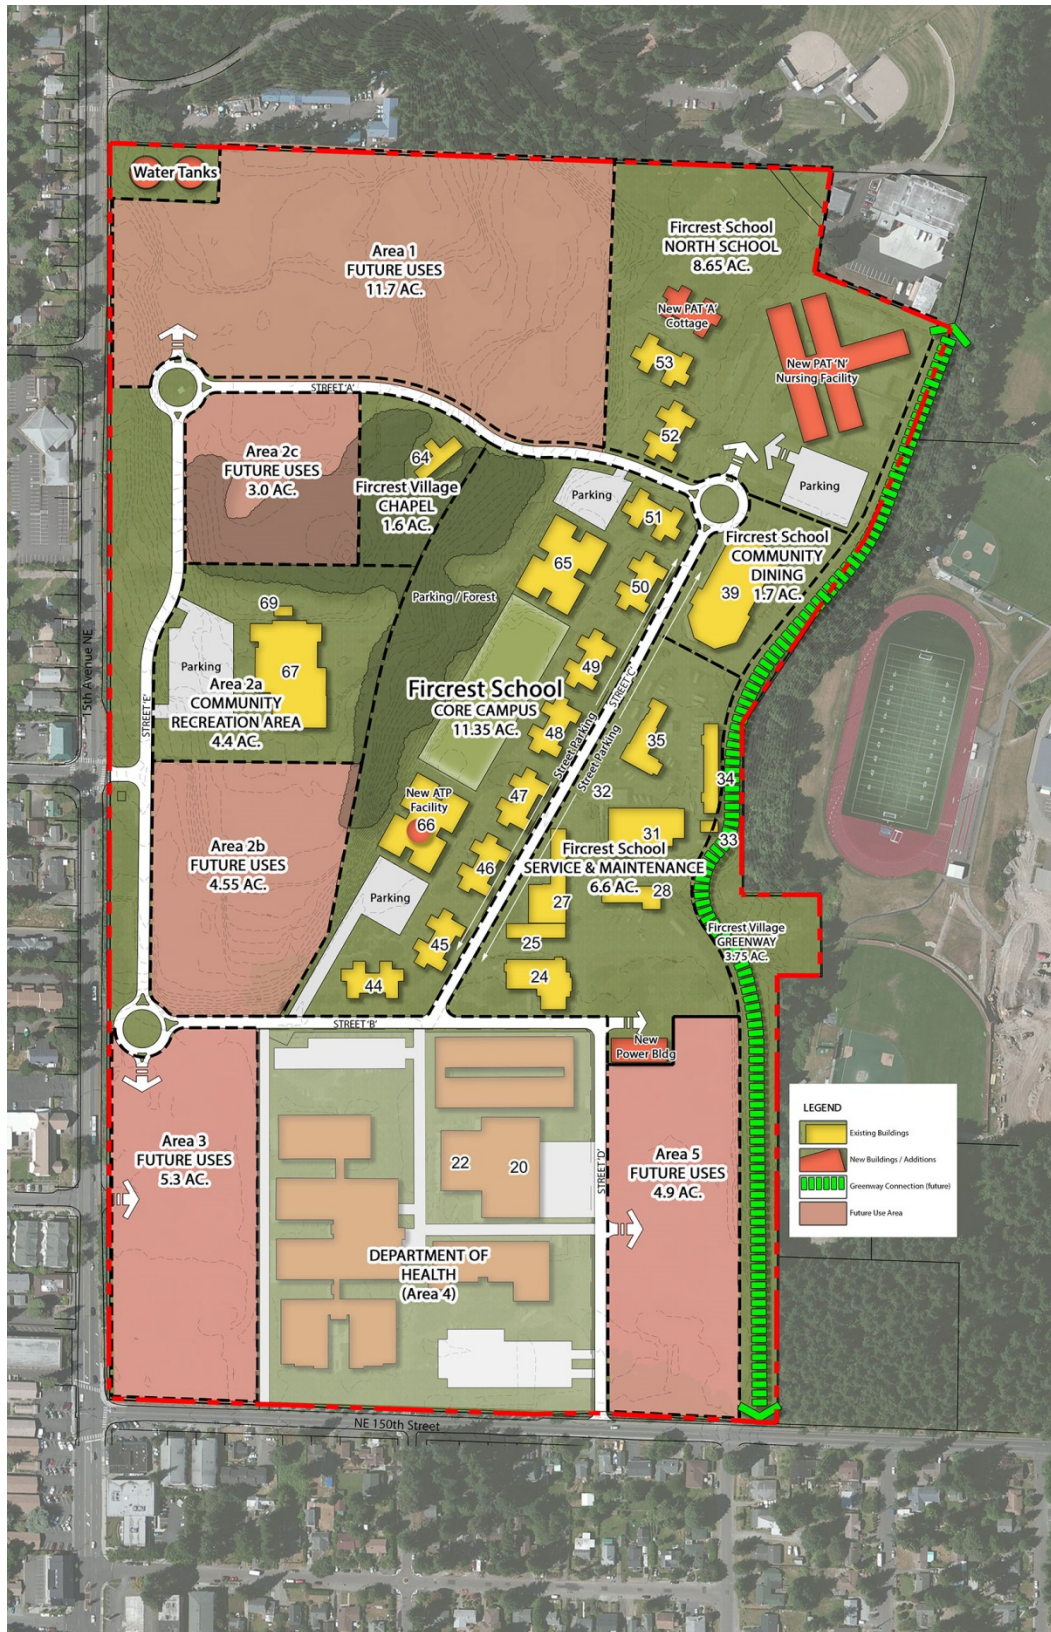 Water Tanks
Area 1
FUTURE USES
11.7 AC.
Fircrest School
NORTH SCHOOL
8.65 AC.
New PAT 'A'
Cottage
53
New PAT 'N'
Nursing Facility
52
STREET 'A'
Area 2c
FUTURE USES
3.0 AC.
64
Fircrest Village
CHAPEL
1.6 AC.
Parking
Parking
51
65
50
Fircrest School
COMMUNITY
DINING
1.7 AC.
39
Parking / Forest
69
67
Parking
Area 2a
COMMUNITY
RECREATION AREA
4.4 AC.
15th Avenue NE
STREET 'E'
49
Fircrest School
CORE CAMPUS
11.35 AC.
STREET 'C'
Street Parking
Street Parking
48
35
34
32
47
New ATP
Facility
66
31
33
Area 2b
FUTURE USES
4.55 AC.
46
Fircrest School
SERVICE & MAINTENANCE
6.6 AC.
28
27
Parking
25
45
24
44
Fircrest Village
GREENWAY
3.75 AC.
STREET 'B'
New
Power Bldg
Area 3
FUTURE USES
5.3 AC.
22
20
STREET 'D'
Area 5
FUTURE USES
4.9 AC.
DEPARTMENT OF
HEALTH
(Area 4)
LEGEND
Existing Buildings
New Buildings / Additions
Greenway Connection (future)
Future Use Area
NE 150th Street